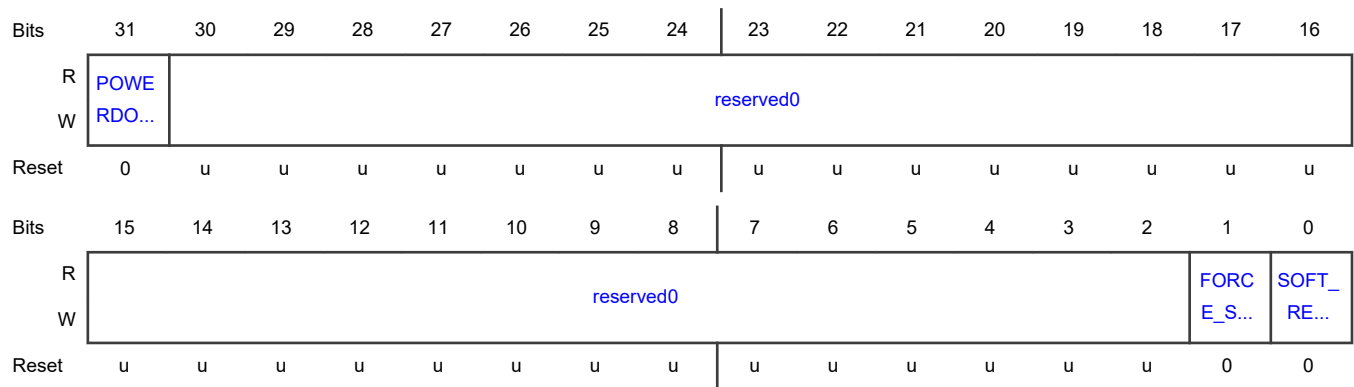 Bits 31 30 29 28 27 26 25 24 23 22 21 20 19 18 17 16
R
POWE
reserved0
W
RDO...
Reset 0 u u u u u u u u u u u u u u u
Bits 15 14 13 12 11 10 9 8 7 6 5 4 3 2 1 0
R
FORC SOFT_
reserved0
W
E_S... RE...
Reset u u u u u u u u u u u u u u 0 0